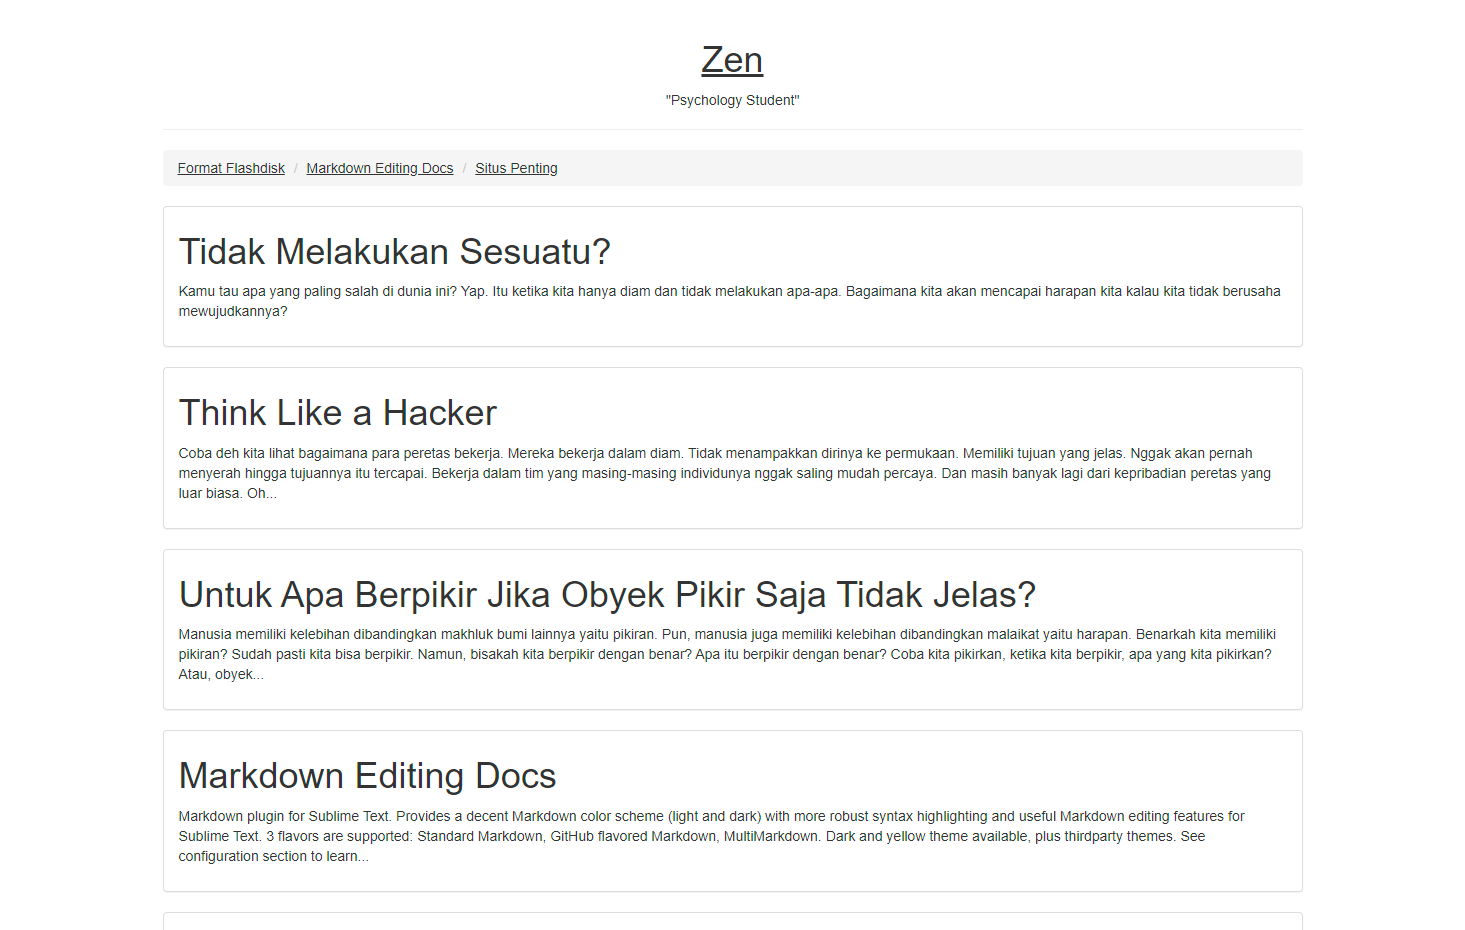 Zen
"Psychology Student"
Format Flashdisk / Markdown Editing Docs / Situs Penting
Tidak Melakukan Sesuatu?
Kamu tau apa yang paling salah di dunia ini? Yap. Itu ketika kita hanya diam dan tidak melakukan apa-apa. Bagaimana kita akan mencapai harapan kita kalau kita tidak berusaha
mewujudkannya?
Think Like a Hacker
Coba deh kita lihat bagaimana para peretas bekerja. Mereka bekerja dalam diam. Tidak menampakkan dirinya ke permukaan. Memiliki tujuan yang jelas. Nggak akan pernah
menyerah hingga tujuannya itu tercapai. Bekerja dalam tim yang masing-masing individunya nggak saling mudah percaya. Dan masih banyak lagi dari kepribadian peretas yang
luar biasa. Oh...
Untuk Apa Berpikir Jika Obyek Pikir Saja Tidak Jelas?
Manusia memiliki kelebihan dibandingkan makhluk bumi lainnya yaitu pikiran. Pun, manusia juga memiliki kelebihan dibandingkan malaikat yaitu harapan. Benarkah kita memiliki
pikiran? Sudah pasti kita bisa berpikir. Namun, bisakah kita berpikir dengan benar? Apa itu berpikir dengan benar? Coba kita pikirkan, ketika kita berpikir, apa yang kita pikirkan?
Atau, obyek...
Markdown Editing Docs
Markdown plugin for Sublime Text. Provides a decent Markdown color scheme (light and dark) with more robust syntax highlighting and useful Markdown editing features for
Sublime Text. 3 flavors are supported: Standard Markdown, GitHub flavored Markdown, MultiMarkdown. Dark and yellow theme available, plus thirdparty themes. See
configuration section to learn...